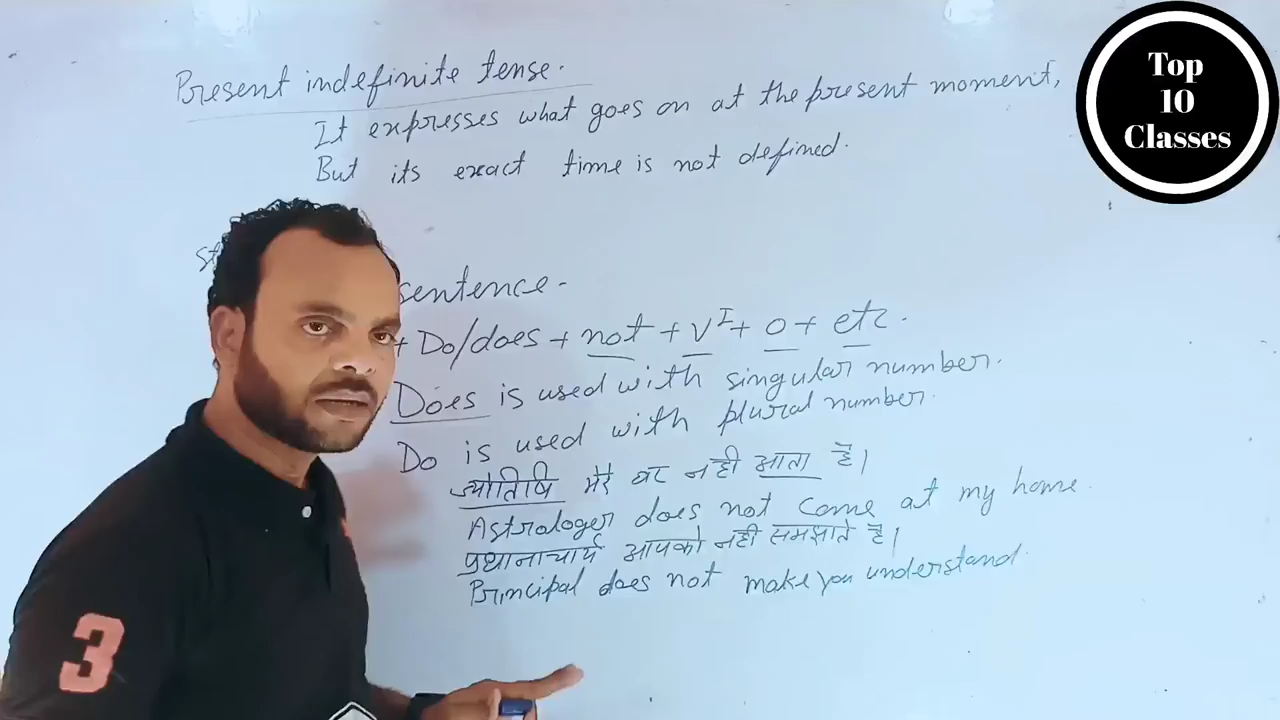 Top
10
Classes
Present indefinite tense.
It expresses what goes on at the present moment,
But its exact time is not defined.
St
sentence.
+ Do/does + not + V I + O + etc.
Does is used with singular number.
Do is used with plural number.
ज्योतिषि मेरे घर नही आता है।
Astrologer does not come at my home
प्रधानाचार्य आपको नही समझाते है।
Principal does not make you understand.
3